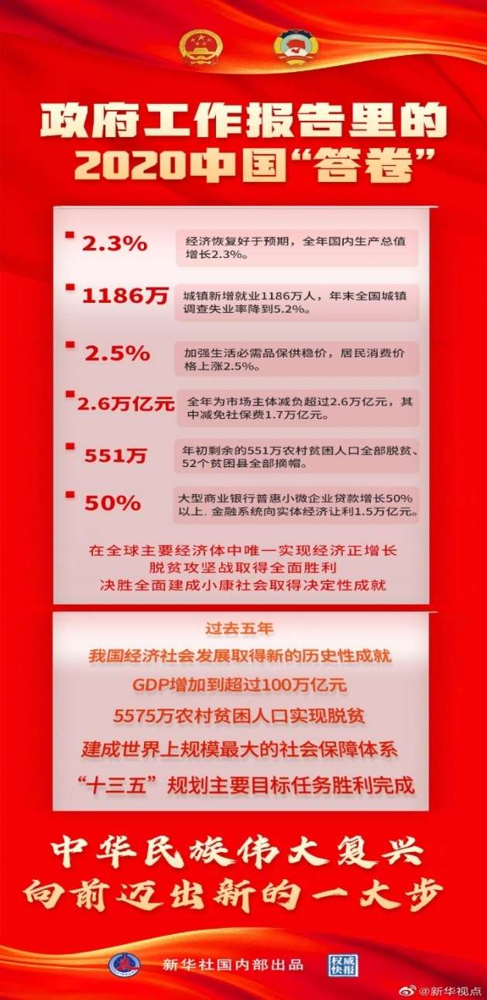 政府工作报告里的
2020中国“答卷”
2.3%
经济恢复好于预期，全年国内生产总值
增长2.3%。
1186万
城镇新增就业1186万人，年末全国城镇
调查失业率降到5.2%。
2.5%
加强生活必需品保供稳价，居民消费价
格上涨2.5%。
2.6万亿元
全年为市场主体减负超过2.6万亿元，其
中减免社保费1.7万亿元。
551万
年初剩余的551万农村贫困人口全部脱贫、
52个贫困县全部摘帽。
50%
大型商业银行普惠小微企业贷款增长50%
以上，金融系统向实体经济让利1.5万亿元。
在全球主要经济体中唯一实现经济正增长
脱贫攻坚战取得全面胜利
决胜全面建成小康社会取得决定性成就
过去五年
我国经济社会发展取得新的历史性成就
GDP增加到超过100万亿元
5575万农村贫困人口实现脱贫
建成世界上规模最大的社会保障体系
“十三五”规划主要目标任务胜利完成
中华民族伟大复兴
向前迈出新的一大步
新华社国内部出品
权威
快报
@新华视点